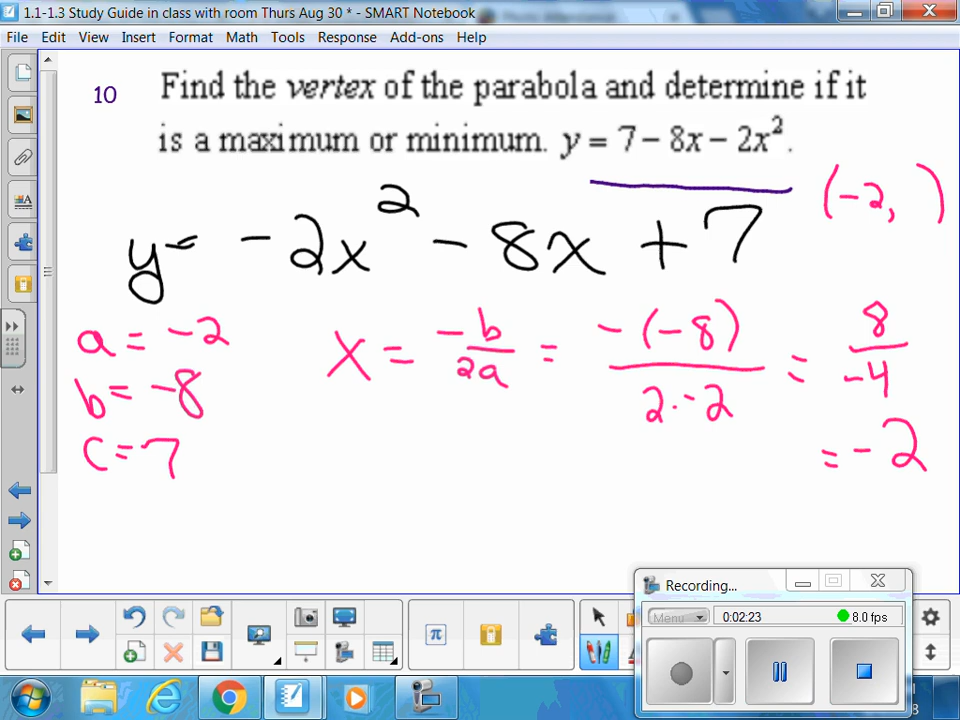 1.1-1.3 Study Guide in class with room Thurs Aug 30 * - SMART Notebook
File Edit View Insert Format Math Tools Response Add-ons Help
10 Find the vertex of the parabola and determine if it
is a maximum or minimum. y = 7 − 8x − 2x².
(-2, )
y= -2x² - 8x + 7
a = -2
b = -8
c = 7
x = -b/2a = -(-8)/2·-2 = 8/-4
= -2
Recording...
Menu 0:02:23 8.0 fps